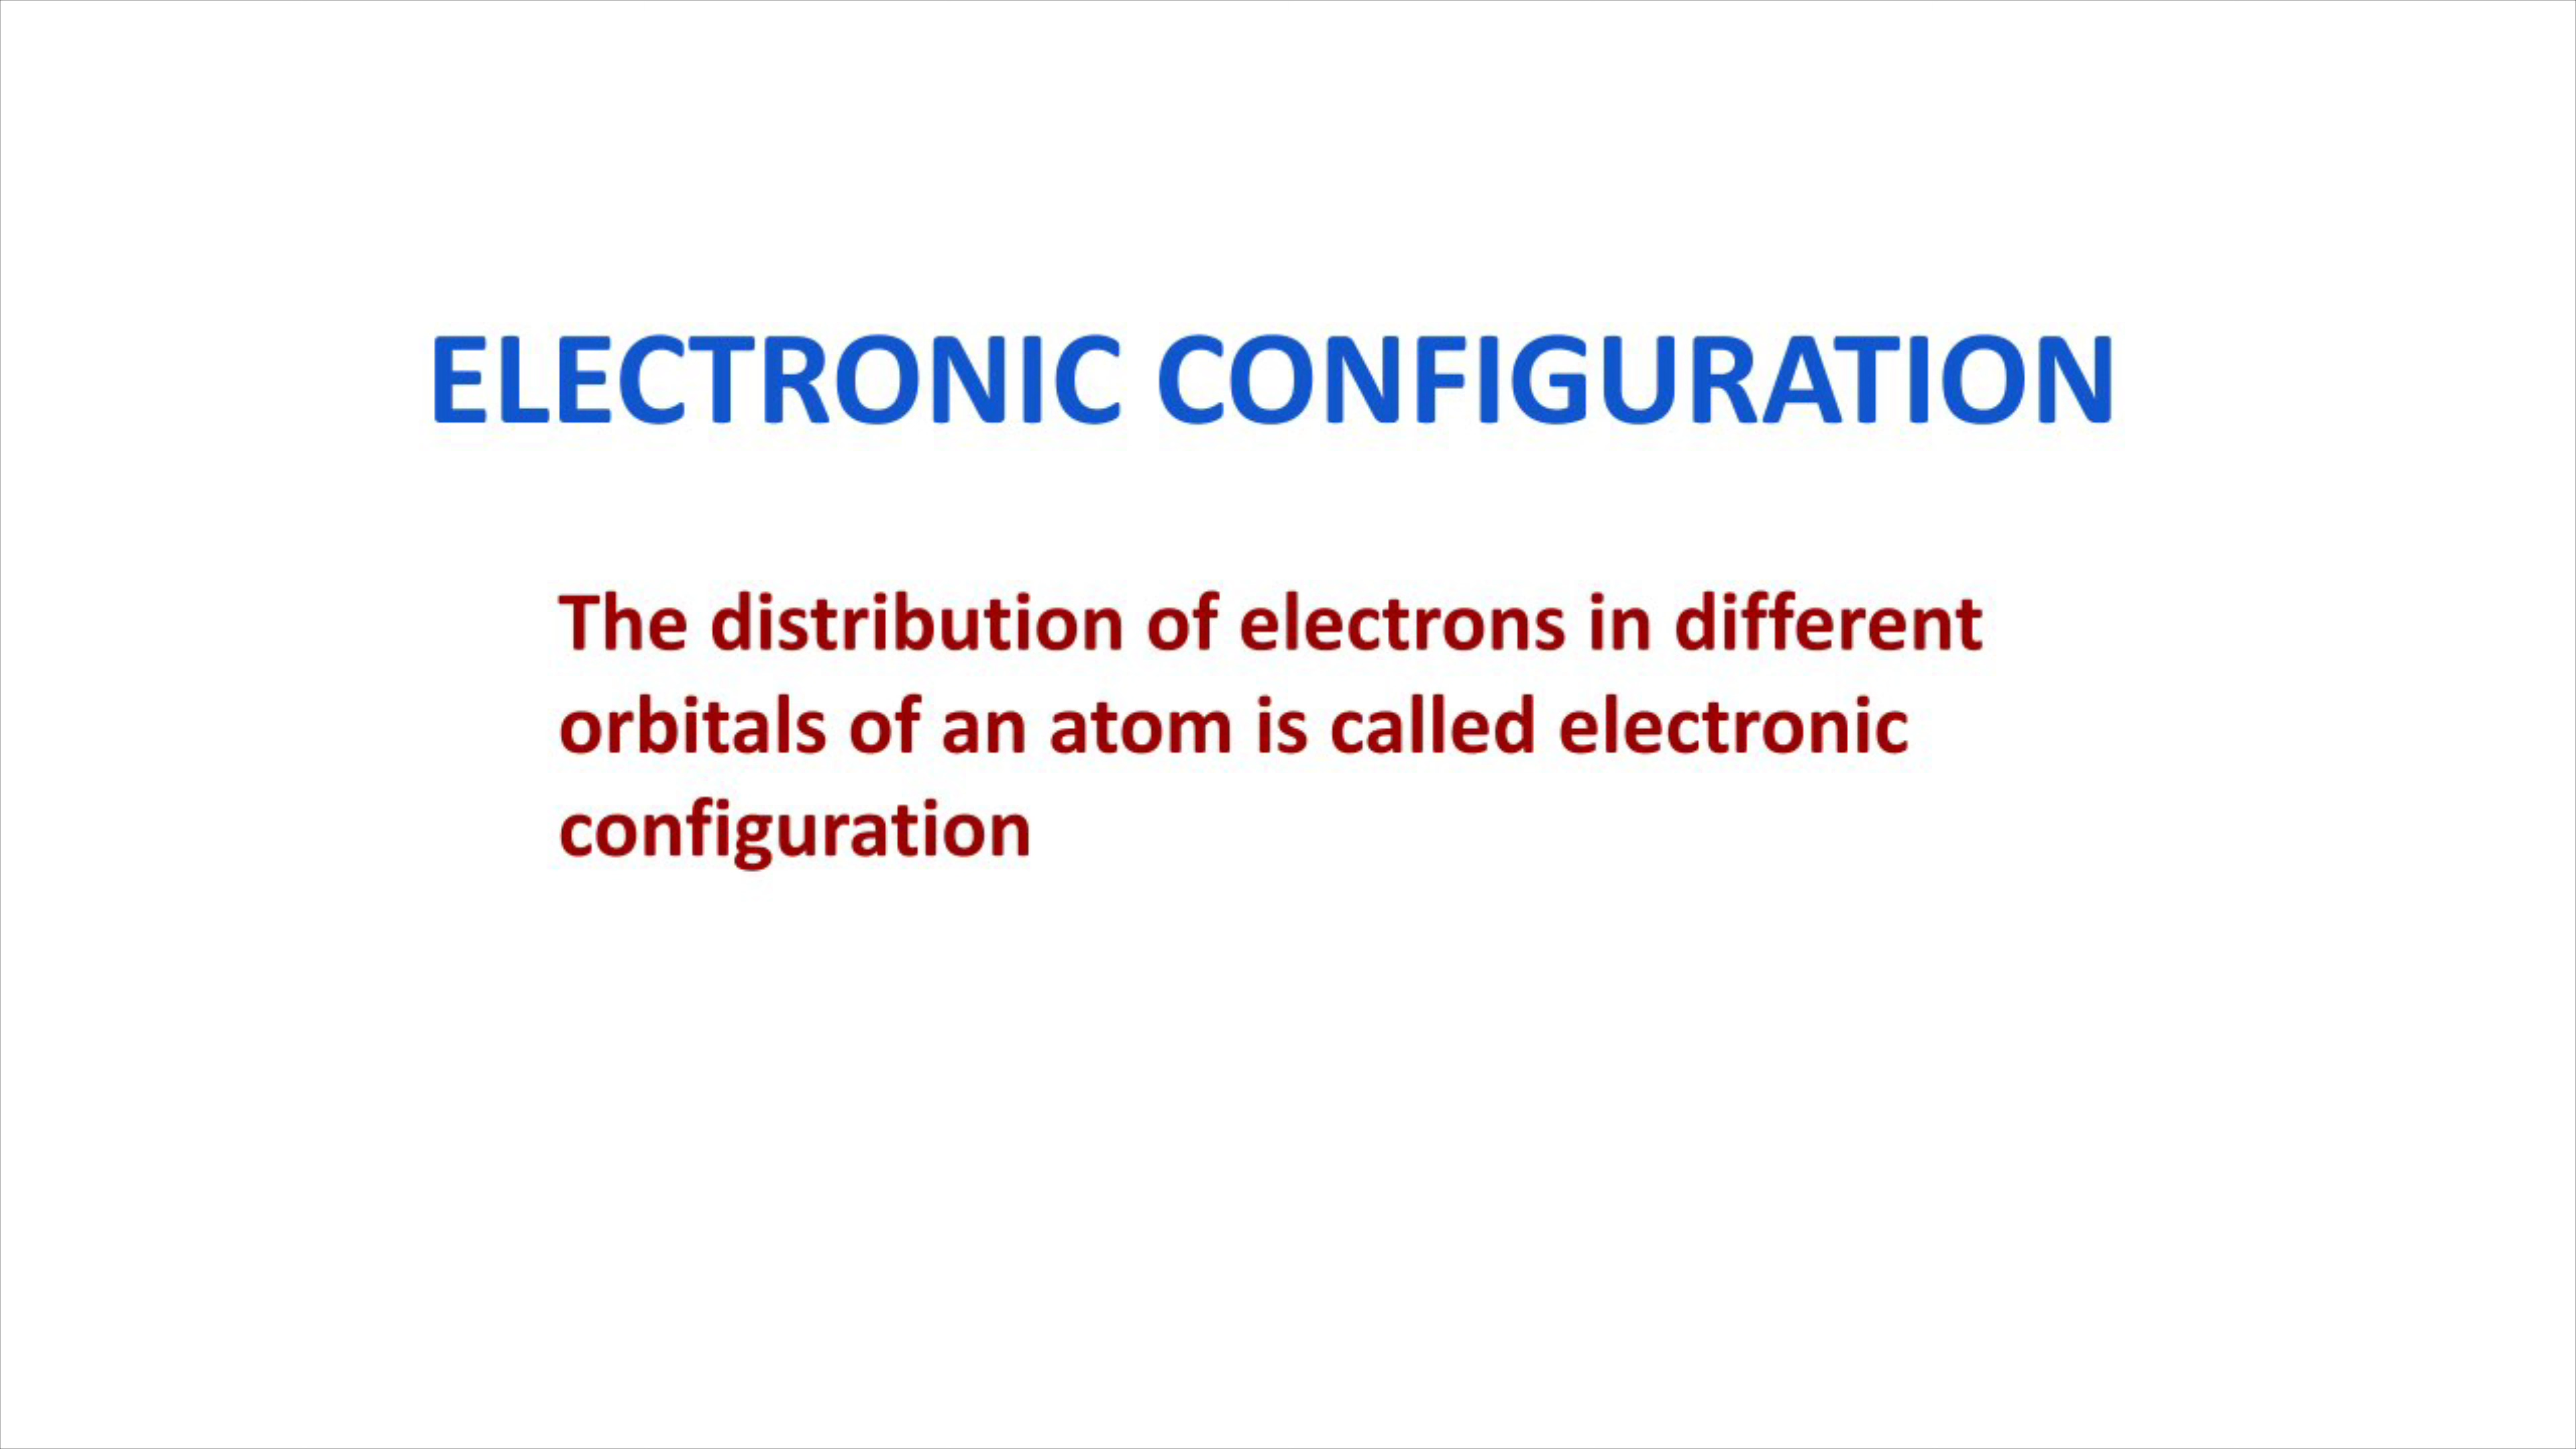 ELECTRONIC CONFIGURATION
The distribution of electrons in different
orbitals of an atom is called electronic
configuration